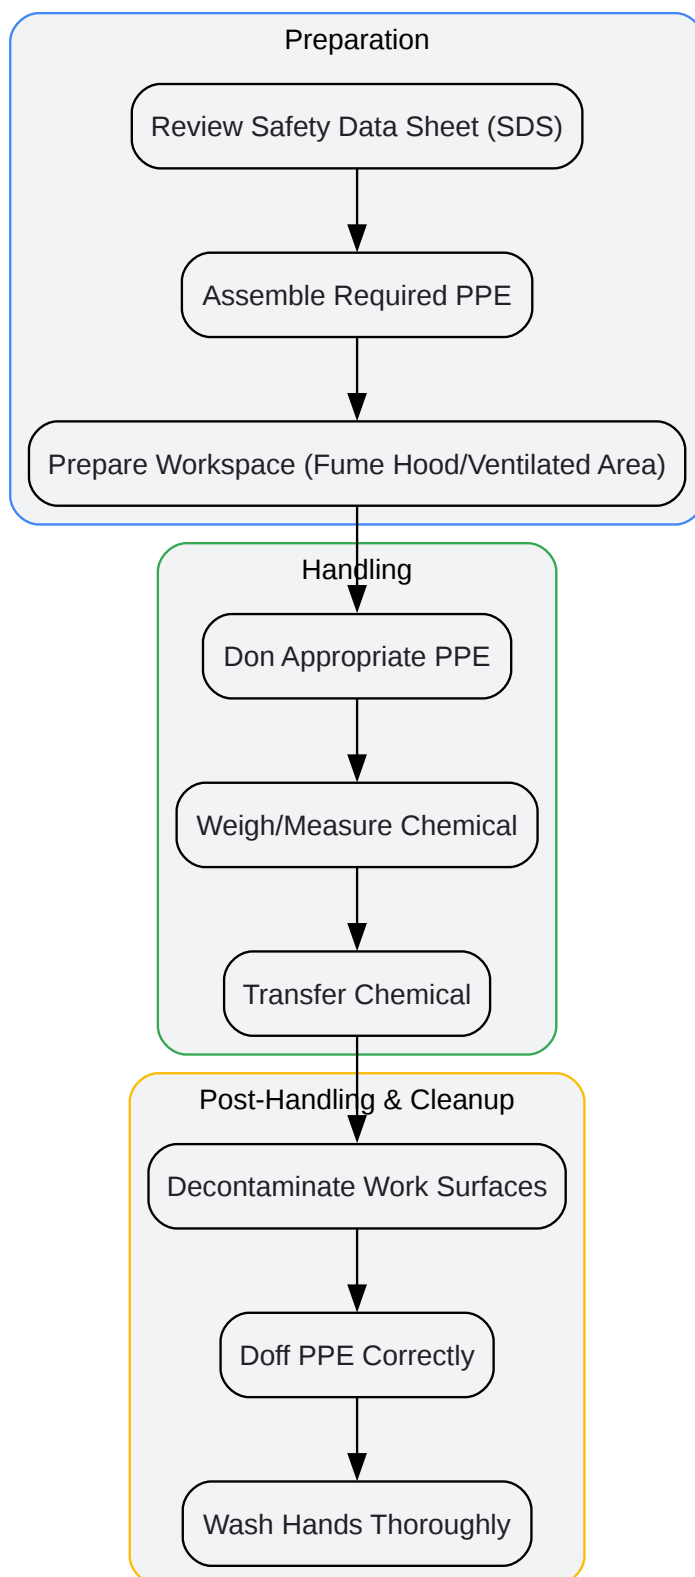 Preparation
Review Safety Data Sheet (SDS)
Assemble Required PPE
Prepare Workspace (Fume Hood/Ventilated Area)
Handling
Don Appropriate PPE
Weigh/Measure Chemical
Transfer Chemical
Post-Handling & Cleanup
Decontaminate Work Surfaces
Doff PPE Correctly
Wash Hands Thoroughly